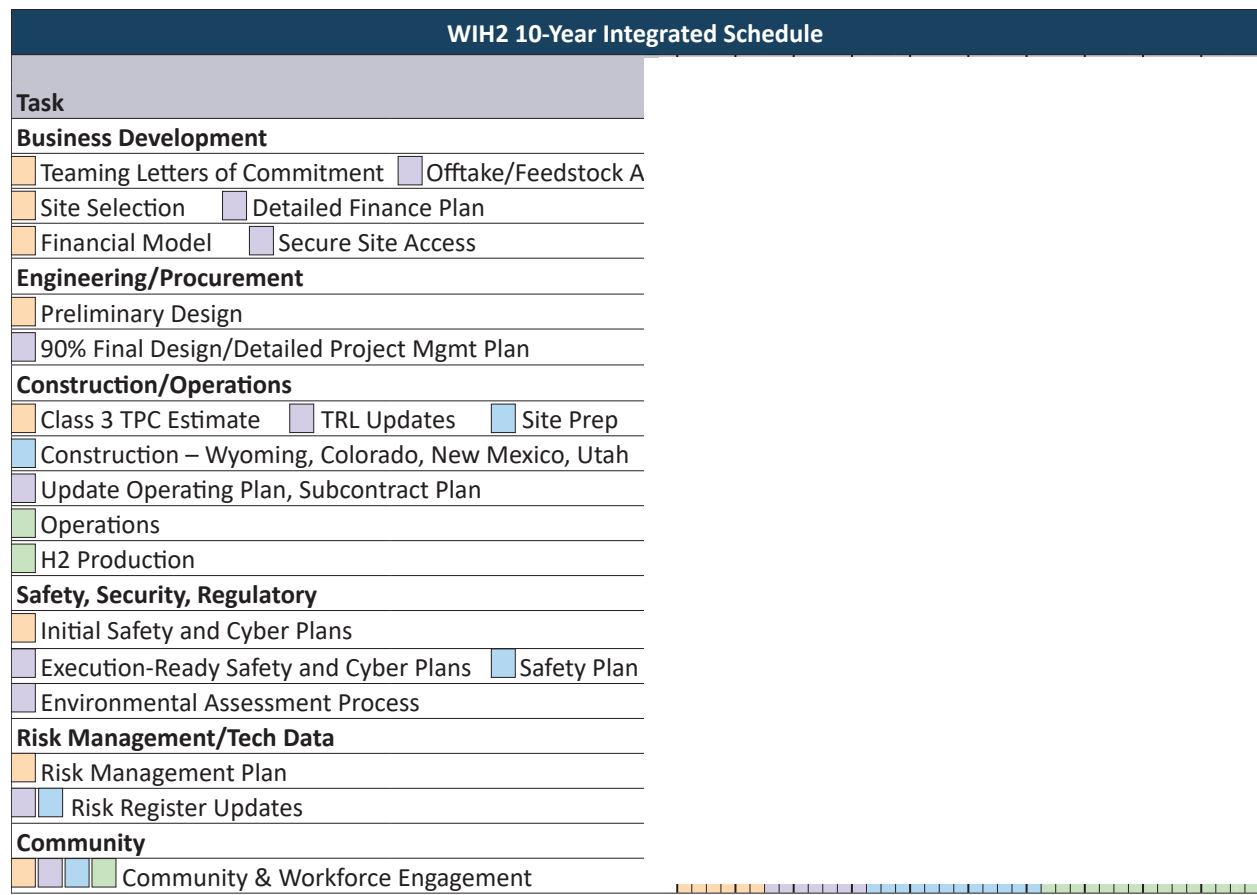 WIH2 10-Year Integrated Schedule
Task
Business Development
Teaming Letters of Commitment Offtake/Feedstock A
Site Selection Detailed Finance Plan
Financial Model Secure Site Access
Engineering/Procurement
Preliminary Design
90% Final Design/Detailed Project Mgmt Plan
Construction/Operations
Class 3 TPC Estimate TRL Updates Site Prep
Construction – Wyoming, Colorado, New Mexico, Utah
Update Operating Plan, Subcontract Plan
Operations
H2 Production
Safety, Security, Regulatory
Initial Safety and Cyber Plans
Execution-Ready Safety and Cyber Plans Safety Plan
Environmental Assessment Process
Risk Management/Tech Data
Risk Management Plan
Risk Register Updates
Community
Community & Workforce Engagement